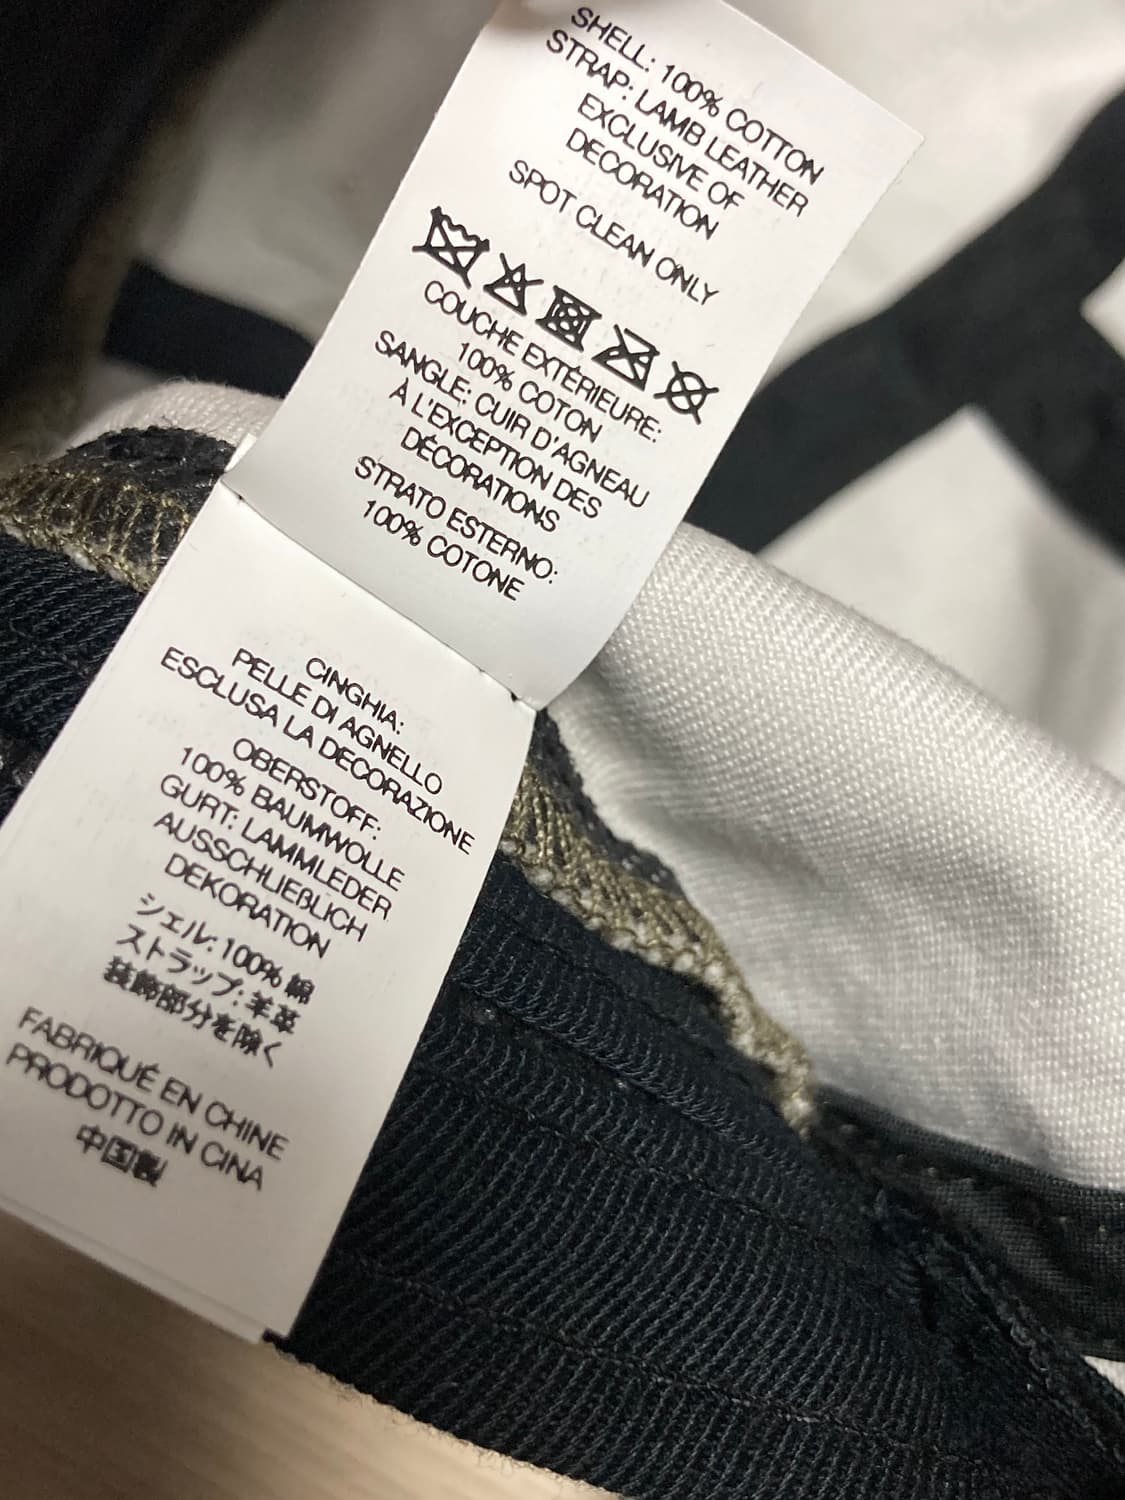 SHELL: 100% COTTON
STRAP: LAMB LEATHER
EXCLUSIVE OF
DECORATION
SPOT CLEAN ONLY
COUCHE EXTÉRIEURE:
100% COTON
SANGLE: CUIR D'AGNEAU
À L'EXCEPTION DES
DÉCORATIONS
STRATO ESTERNO:
100% COTONE
CINGHIA:
PELLE DI AGNELLO
ESCLUSA LA DECORAZIONE
OBERSTOFF:
100% BAUMWOLLE
GURT: LAMMLEDER
AUSSCHLIEßLICH
DEKORATION
シェル: 100% 綿
ストラップ: 羊革
装飾部分を除く
FABRIQUÉ EN CHINE
PRODOTTO IN CINA
中国製